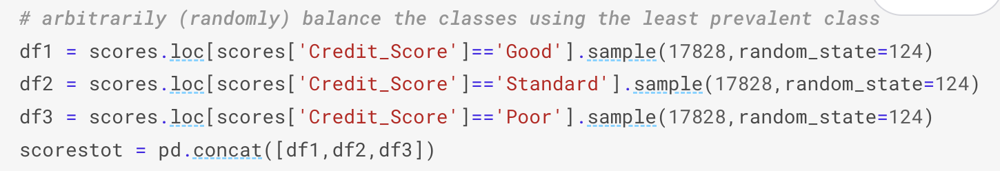 # arbitrarily (randomly) balance the classes using the least prevalent class
df1 = scores.loc[scores['Credit_Score']=='Good'].sample(17828,random_state=124)
df2 = scores.loc[scores['Credit_Score']=='Standard'].sample(17828,random_state=124)
df3 = scores.loc[scores['Credit_Score']=='Poor'].sample(17828,random_state=124)
scorestot = pd.concat([df1,df2,df3])